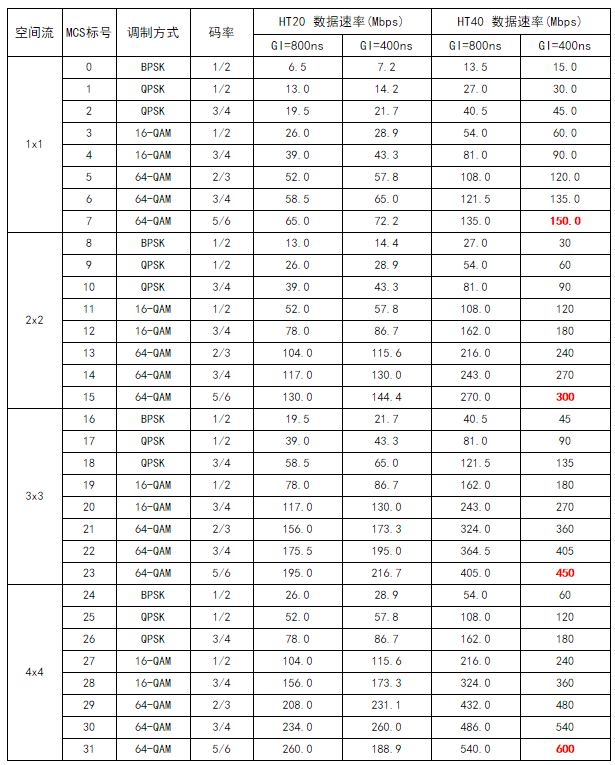 空间流 MCS标号 调制方式 码率 HT20 数据速率(Mbps) HT40 数据速率(Mbps)
GI=800ns GI=400ns GI=800ns GI=400ns
1x1
0 BPSK 1/2 6.5 7.2 13.5 15.0
1 QPSK 1/2 13.0 14.2 27.0 30.0
2 QPSK 3/4 19.5 21.7 40.5 45.0
3 16-QAM 1/2 26.0 28.9 54.0 60.0
4 16-QAM 3/4 39.0 43.3 81.0 90.0
5 64-QAM 2/3 52.0 57.8 108.0 120.0
6 64-QAM 3/4 58.5 65.0 121.5 135.0
7 64-QAM 5/6 65.0 72.2 135.0 150.0
2x2
8 BPSK 1/2 13.0 14.4 27.0 30
9 QPSK 1/2 26.0 28.9 54.0 60
10 QPSK 3/4 39.0 43.3 81.0 90
11 16-QAM 1/2 52.0 57.8 108.0 120
12 16-QAM 3/4 78.0 86.7 162.0 180
13 64-QAM 2/3 104.0 115.6 216.0 240
14 64-QAM 3/4 117.0 130.0 243.0 270
15 64-QAM 5/6 130.0 144.4 270.0 300
3x3
16 BPSK 1/2 19.5 21.7 40.5 45
17 QPSK 1/2 39.0 43.3 81.0 90
18 QPSK 3/4 58.5 65.0 121.5 135
19 16-QAM 1/2 78.0 86.7 162.0 180
20 16-QAM 3/4 117.0 130.0 243.0 270
21 64-QAM 2/3 156.0 173.3 324.0 360
22 64-QAM 3/4 175.5 195.0 364.5 405
23 64-QAM 5/6 195.0 216.7 405.0 450
4x4
24 BPSK 1/2 26.0 28.9 54.0 60
25 QPSK 1/2 52.0 57.8 108.0 120
26 QPSK 3/4 78.0 86.7 162.0 180
27 16-QAM 1/2 104.0 115.6 216.0 240
28 16-QAM 3/4 156.0 173.3 324.0 360
29 64-QAM 2/3 208.0 231.1 432.0 480
30 64-QAM 3/4 234.0 260.0 486.0 540
31 64-QAM 5/6 260.0 188.9 540.0 600